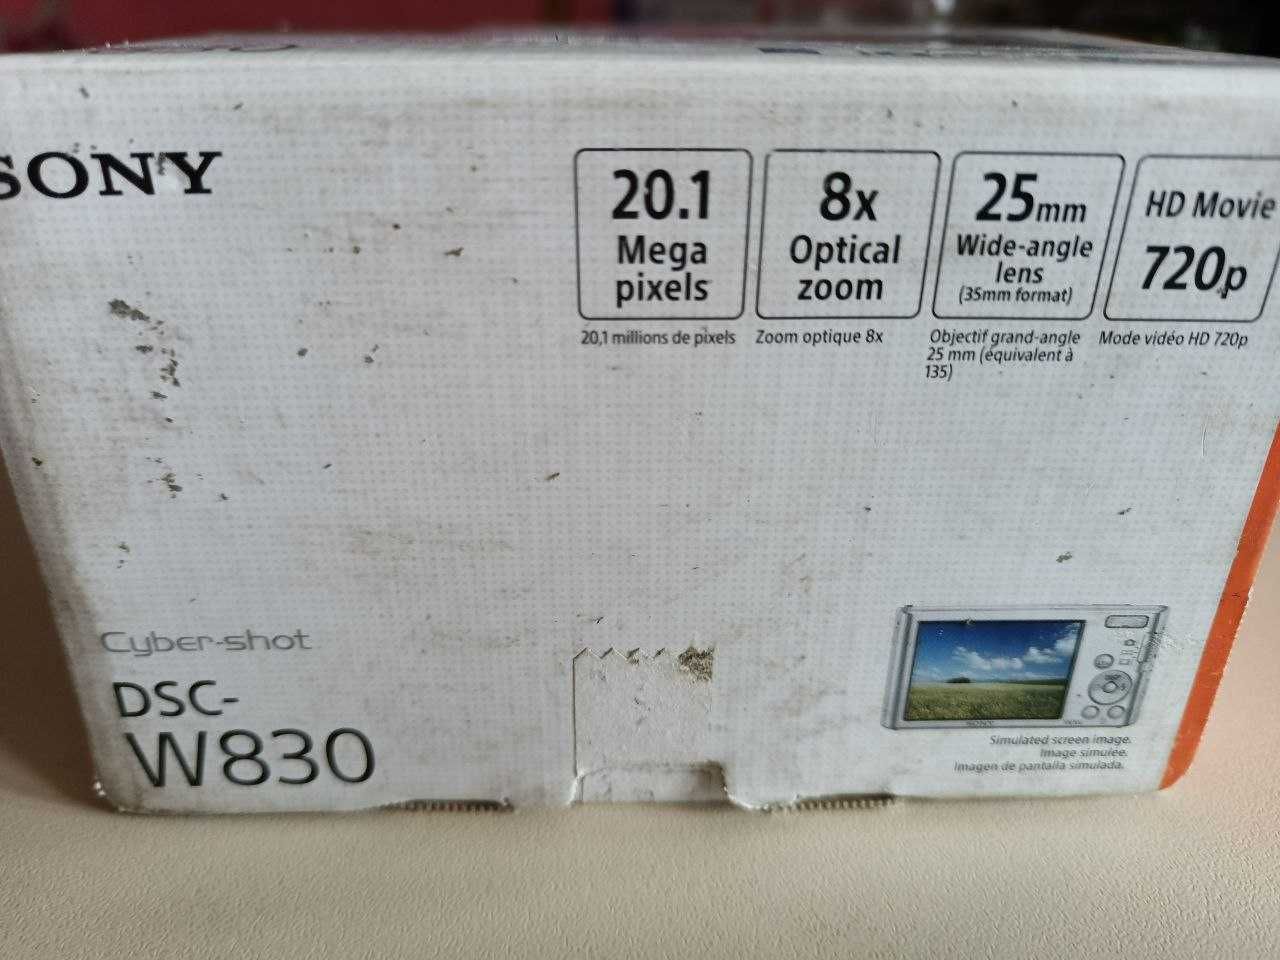 SONY
20.1
Mega
pixels
20,1 millions de pixels
8x
Optical
zoom
Zoom optique 8x
25mm
Wide-angle
lens
(35mm format)
Objectif grand-angle
25 mm (équivalent à
135)
HD Movie
720p
Mode vidéo HD 720p
Cyber-shot
DSC-
W830
SONY
Simulated screen image.
Image simulée.
Imagen de pantalla simulada.